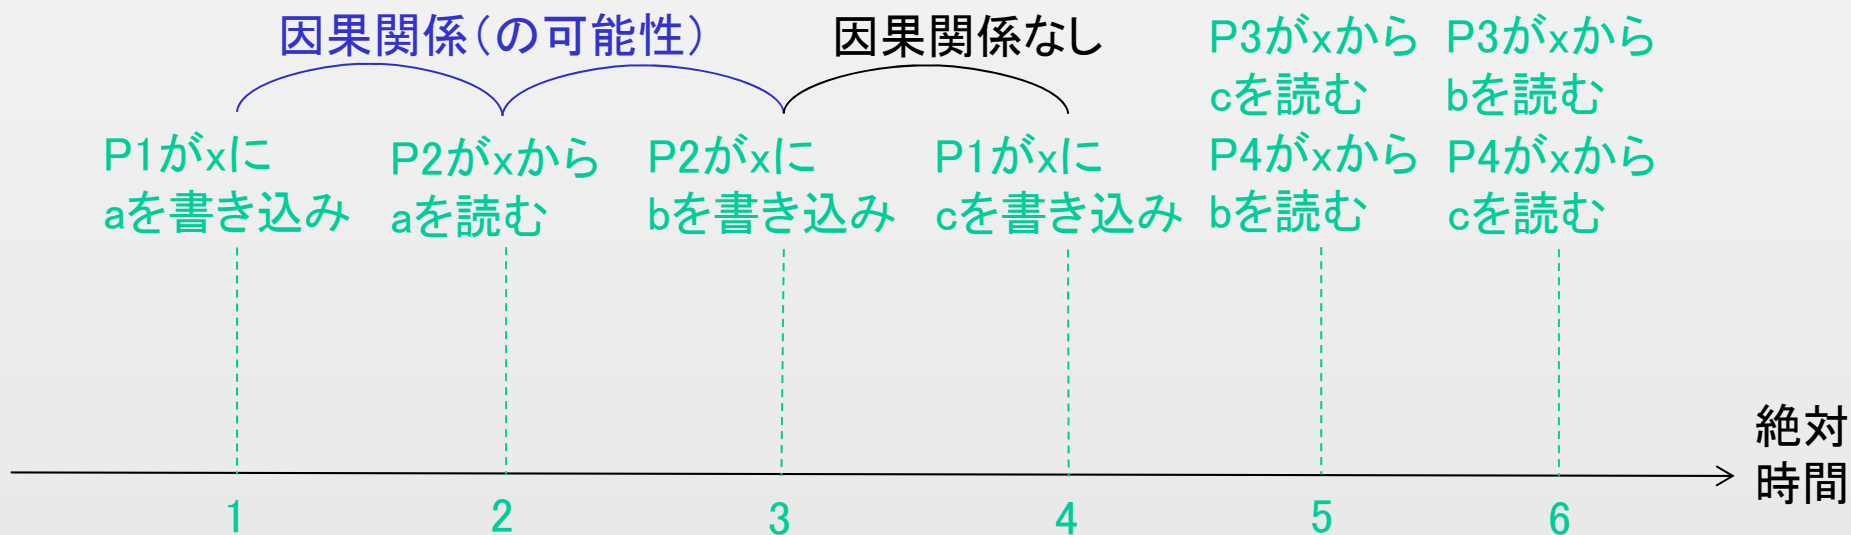 因果関係(の可能性)
因果関係なし
P1がxに
aを書き込み
P2がxから
aを読む
P2がxに
bを書き込み
P1がxに
cを書き込み
P3がxから
cを読む
P4がxから
bを読む
P3がxから
bを読む
P4がxから
cを読む
絶対
時間
1
2
3
4
5
6